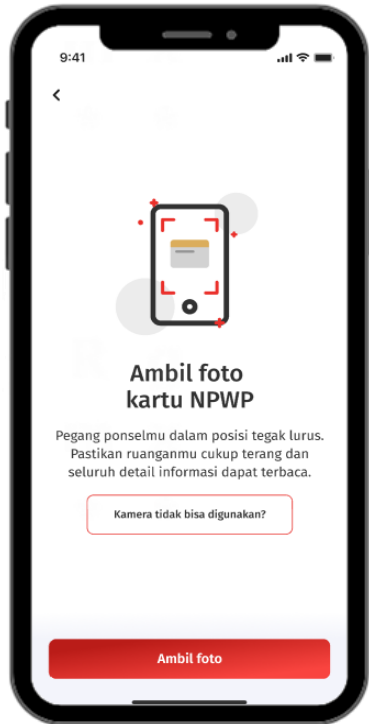 9:41
Ambil foto
kartu NPWP
Pegang ponselmu dalam posisi tegak lurus.
Pastikan ruanganmu cukup terang dan
seluruh detail informasi dapat terbaca.
Kamera tidak bisa digunakan?
Ambil foto